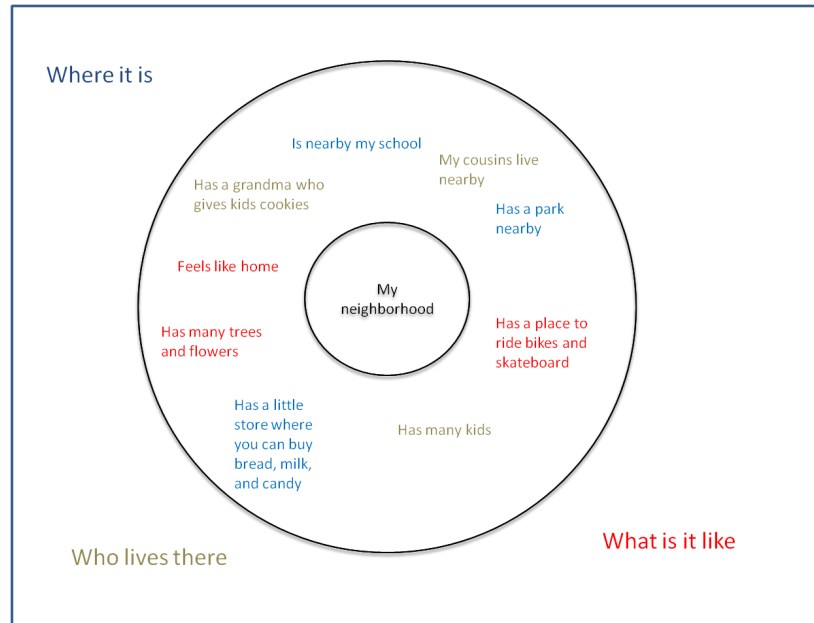 Where it is
Is nearby my school
My cousins live
nearby
Has a grandma who
gives kids cookies
Has a park
nearby
Feels like home
My
neighborhood
Has many trees
and flowers
Has a place to
ride bikes and
skateboard
Has a little
store where
you can buy
bread, milk,
and candy
Has many kids
Who lives there
What is it like